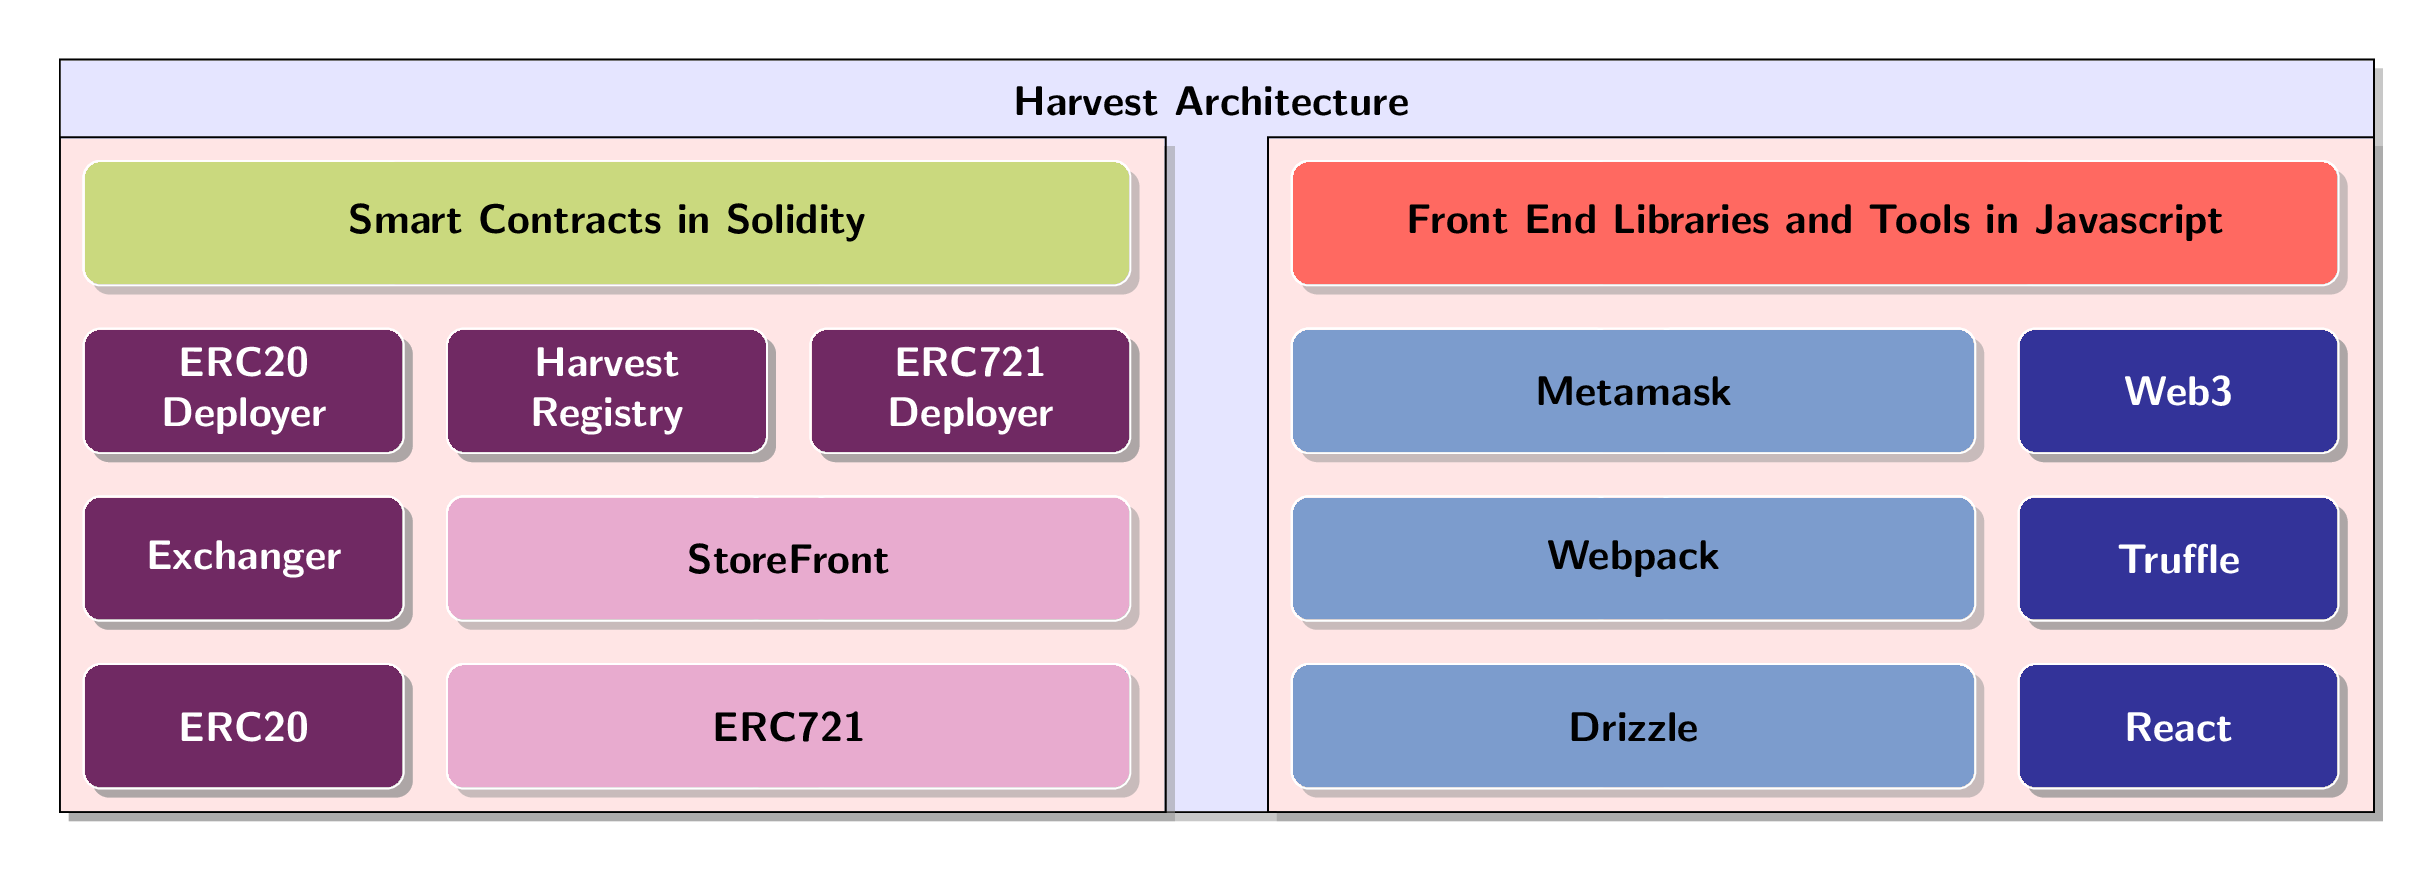 Harvest Architecture
Smart Contracts in Solidity
ERC20
Deployer
Harvest
Registry
ERC721
Deployer
Exchanger
StoreFront
ERC20
ERC721
Front End Libraries and Tools in Javascript
Metamask
Web3
Webpack
Truffle
Drizzle
React